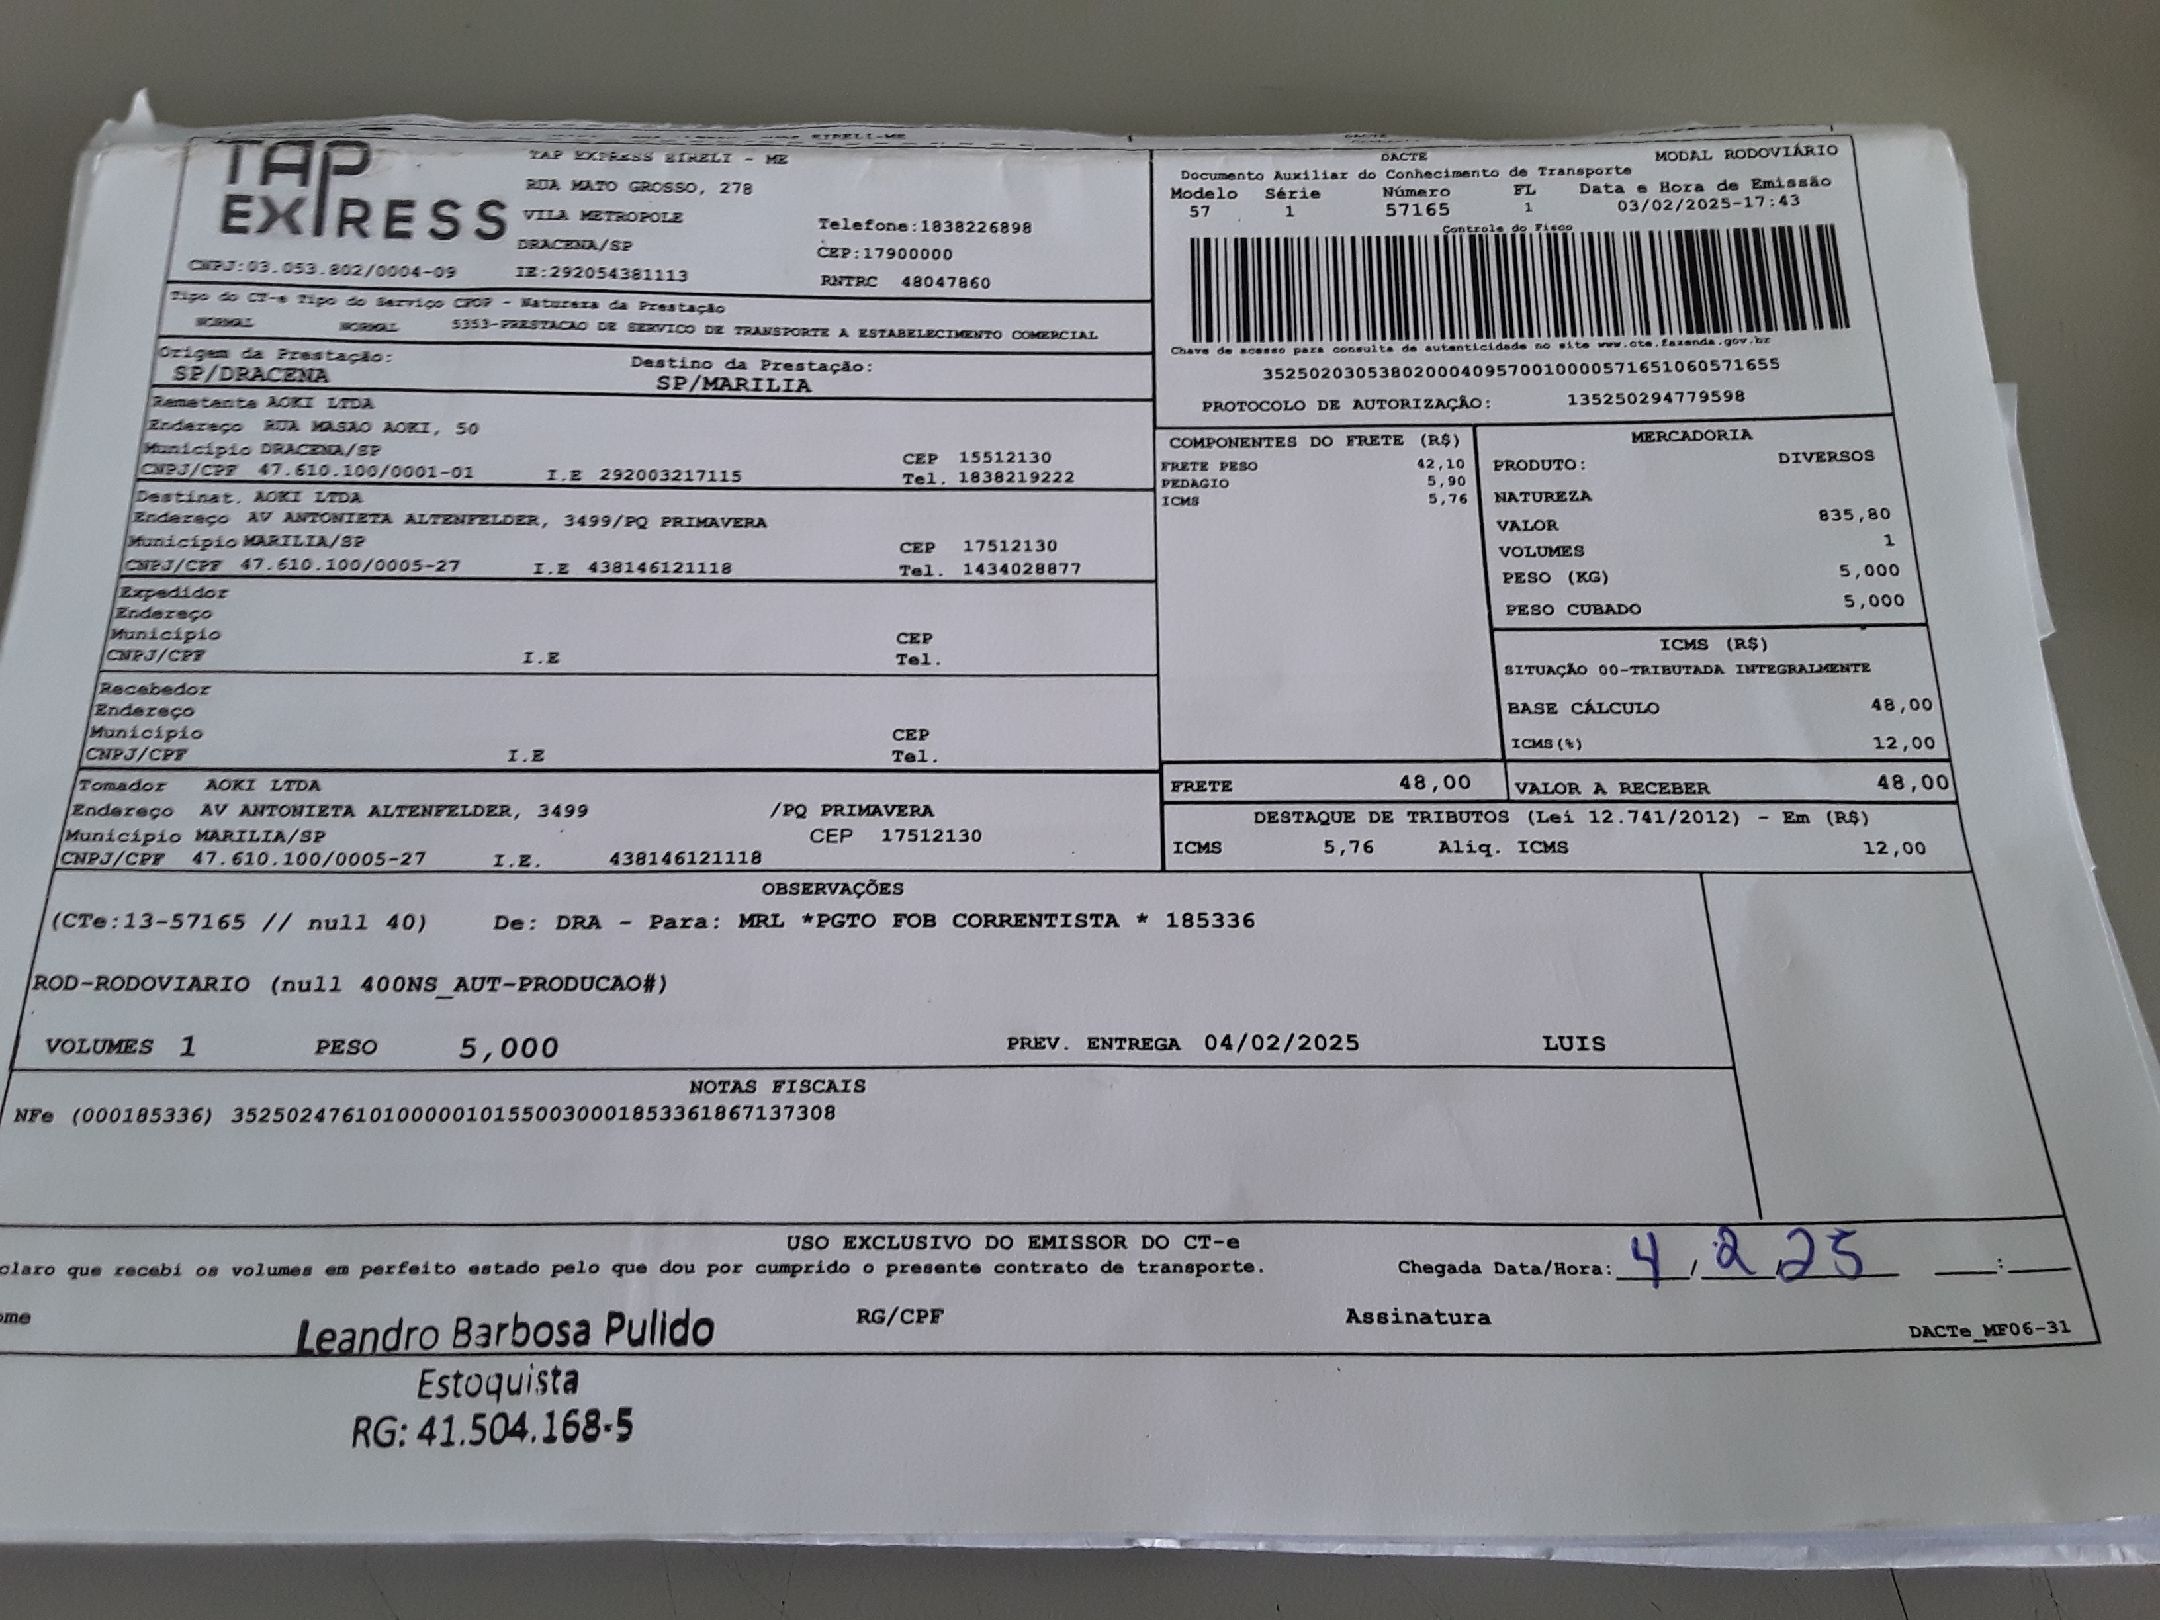 TAP EXPRESS
TAP EXPRESS EIRELI - ME
RUA MATO GROSSO, 278
VILA METROPOLE
Telefone:1838226898
DRACENA/SP
CEP:17900000
CNPJ:03.053.802/0004-09 IE:292054381113
RNTRC 48047860
DACTE MODAL RODOVIÁRIO
Documento Auxiliar do Conhecimento de Transporte
Modelo Série Número FL Data e Hora de Emissão
57 1 57165 1 03/02/2025-17:43
Controle do Fisco
Chave de acesso para consulta de autenticidade no site www.cte.fazenda.gov.br
35250203053802000409570010000571651060571655
PROTOCOLO DE AUTORIZAÇÃO: 135250294779598
Tipo do CT-e Tipo do Serviço CFOP - Natureza da Prestação
NORMAL NORMAL 5353-PRESTACAO DE SERVICO DE TRANSPORTE A ESTABELECIMENTO COMERCIAL
Origem da Prestação: Destino da Prestação:
SP/DRACENA SP/MARILIA
Remetente AOKI LTDA
Endereço RUA MASAO AOKI, 50
Município DRACENA/SP CEP 15512130
CNPJ/CPF 47.610.100/0001-01 I.E 292003217115 Tel. 1838219222
Destinat. AOKI LTDA
Endereço AV ANTONIETA ALTENFELDER, 3499/PQ PRIMAVERA
Município MARILIA/SP CEP 17512130
CNPJ/CPF 47.610.100/0005-27 I.E 438146121118 Tel. 1434028877
Expedidor
Endereço
Município CEP
CNPJ/CPF I.E Tel.
Recebedor
Endereço
Município CEP
CNPJ/CPF I.E Tel.
Tomador AOKI LTDA
Endereço AV ANTONIETA ALTENFELDER, 3499 /PQ PRIMAVERA
Município MARILIA/SP CEP 17512130
CNPJ/CPF 47.610.100/0005-27 I.E. 438146121118
COMPONENTES DO FRETE (R$)
FRETE PESO 42,10
PEDAGIO 5,90
ICMS 5,76
MERCADORIA
PRODUTO: DIVERSOS
NATUREZA
VALOR 835,80
VOLUMES 1
PESO (KG) 5,000
PESO CUBADO 5,000
ICMS (R$)
SITUAÇÃO 00-TRIBUTADA INTEGRALMENTE
BASE CÁLCULO 48,00
ICMS(%) 12,00
FRETE 48,00 VALOR A RECEBER 48,00
DESTAQUE DE TRIBUTOS (Lei 12.741/2012) - Em (R$)
ICMS 5,76 Aliq. ICMS 12,00
OBSERVAÇÕES
(CTe:13-57165 // null 40) De: DRA - Para: MRL *PGTO FOB CORRENTISTA * 185336
ROD-RODOVIARIO (null 400NS_AUT-PRODUCAO#)
VOLUMES 1 PESO 5,000 PREV. ENTREGA 04/02/2025 LUIS
NOTAS FISCAIS
NFe (000185336) 35250247610100000101550030001853361867137308
USO EXCLUSIVO DO EMISSOR DO CT-e
claro que recebi os volumes em perfeito estado pelo que dou por cumprido o presente contrato de transporte. Chegada Data/Hora: 4/2/25 :
ome RG/CPF Assinatura
DACTe_MF06-31
Leandro Barbosa Pulido
Estoquista
RG: 41.504.168-5